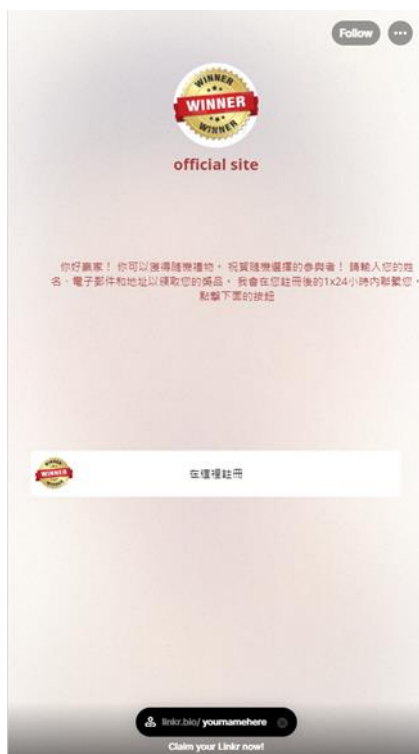 Follow
WINNER
WINNER
WINNER
official site
你好贏家！ 你可以獲得隨機禮物。 祝賀隨機選擇的參與者！ 請輸入您的姓
名、電子郵件和地址以領取您的獎品。 我會在您註冊後的1x24小時內聯繫您。
點擊下面的按鈕
WINNER
在這裡註冊
linkr.bio/ yournamehere
Claim your Linkr now!